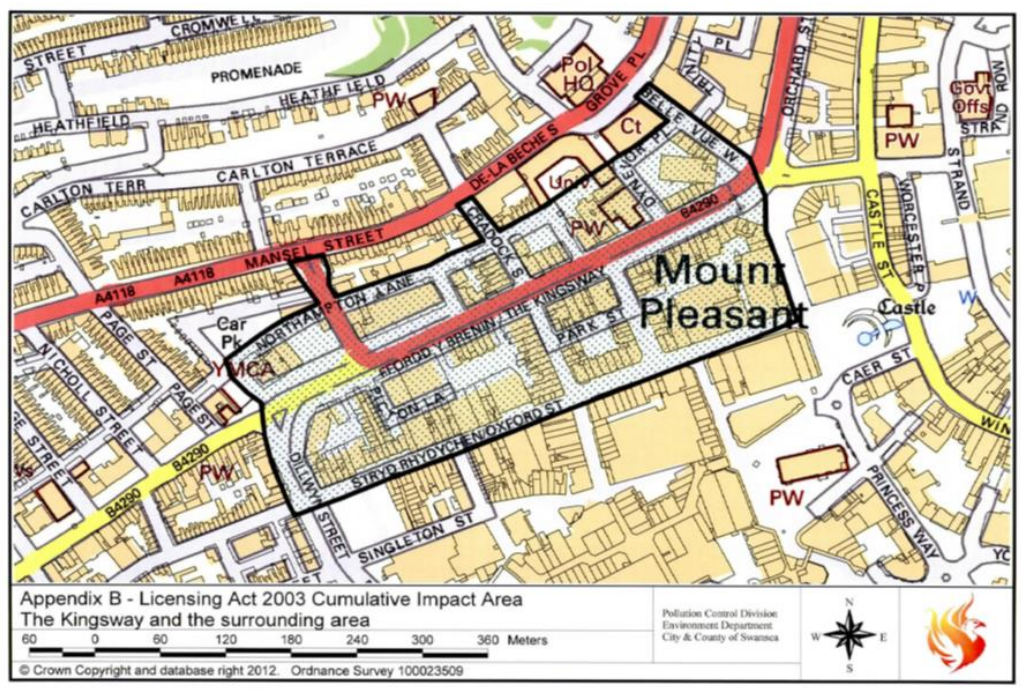 CROMWELL
STREET
PROMENADE
HEATHFIELD
PW
HEATHFIELD
CARLTON TERRACE
CARLTON TERR
Pol
HQ
GROVE PL
DE-LA BECHE S
PL
ORCHARD ST
Govt
Offs
STRAND
ROW
PW
STRAND
Ct
BELLE VUE W
Univ
PW
B4290
CRADOCK S
CASTLE ST
WORCESTER P
MANSEL STREET
A4118
A4118
NORTHAMPTON LANE
Mount
Pleasant
Castle
W
Car
Pk
YMCA
FFORDD Y BRENIN / THE KINGSWAY
PARK ST
PAGE ST
NICHOLL STREET
PAGE ST
CAER ST
WIN
STRYD RHYDYCHEN/OXFORD ST
DILLWYN
STREET
B4290
B4290
PW
SINGLETON ST
PW
PRINCESS WAY
Appendix B - Licensing Act 2003 Cumulative Impact Area
The Kingsway and the surrounding area
60 0 60 120 180 240 300 360 Meters
© Crown Copyright and database right 2012. Ordnance Survey 100023509
Pollution Control Division
Environment Department
City & County of Swansea
N
W E
S